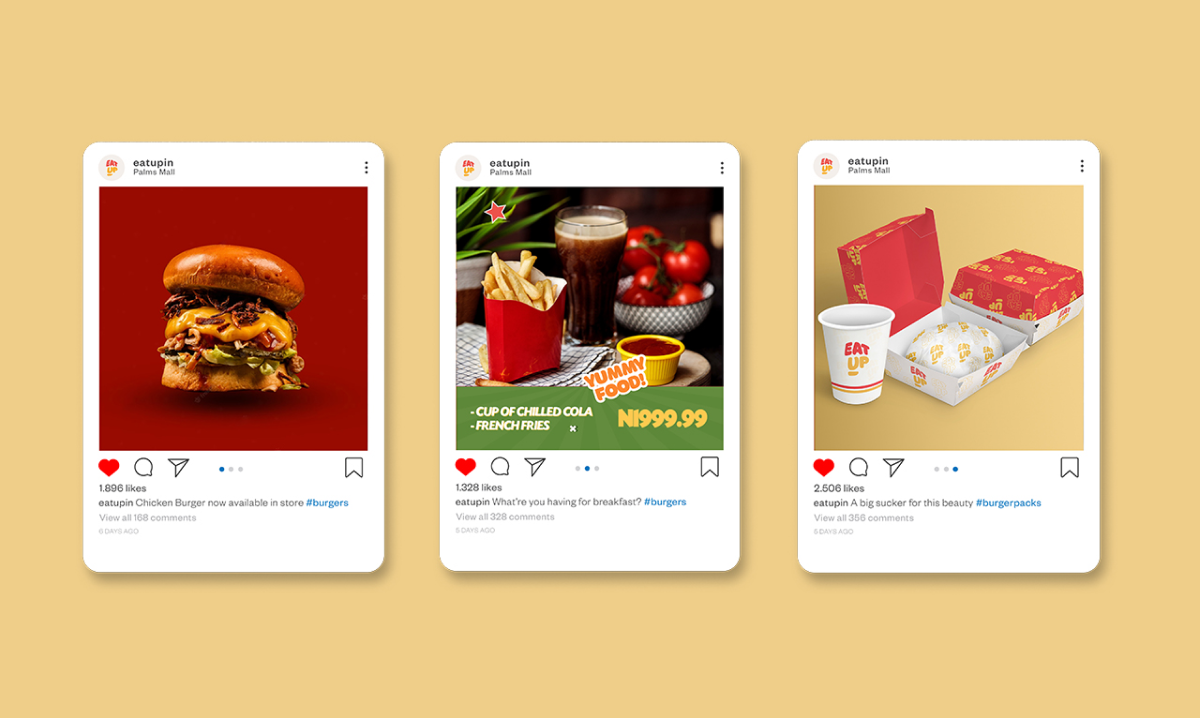 EAT
UP
eatupin
Palms Mall
1.896 likes
eatupin Chicken Burger now available in store #burgers
View all 168 comments
6 DAYS AGO
EAT
UP
eatupin
Palms Mall
YUMMY
FOOD!
- CUP OF CHILLED COLA
- FRENCH FRIES
N1999.99
1.328 likes
eatupin What're you having for breakfast? #burgers
View all 328 comments
5 DAYS AGO
EAT
UP
eatupin
Palms Mall
EAT
UP
EAT
UP
2.506 likes
eatupin A big sucker for this beauty #burgerpacks
View all 356 comments
5 DAYS AGO